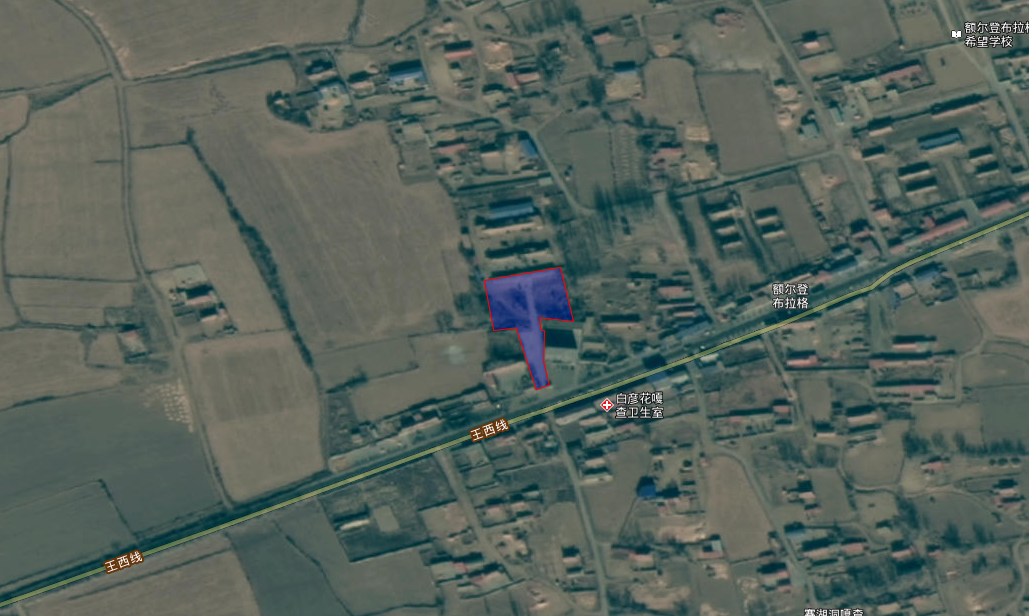 额尔登布拉格
希望学校
额尔登
布拉格
白彦花嘎
查卫生室
王西线
王西线